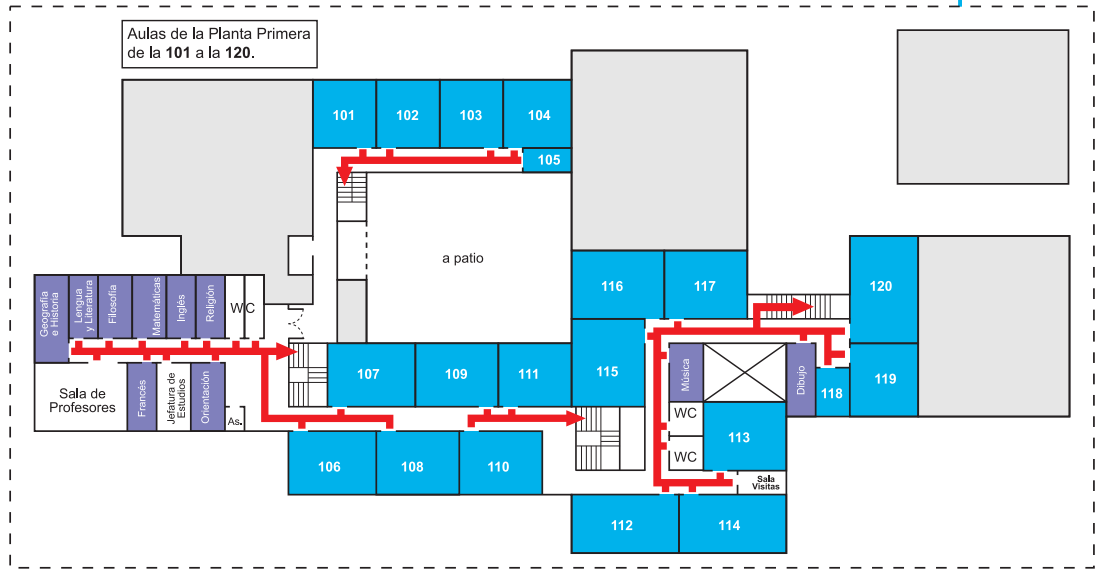 Aulas de la Planta Primera
de la 101 a la 120.
101
102
103
104
105
a patio
116
117
120
Geografía
e Historia
Lengua
y Literatura
Filosofía
Matemáticas
Inglés
Religión
WC
107
109
111
115
Música
Dibujo
118
119
Sala de
Profesores
Francés
Jefatura de
Estudios
Orientación
As.
WC
WC
113
106
108
110
Sala
Visitas
112
114